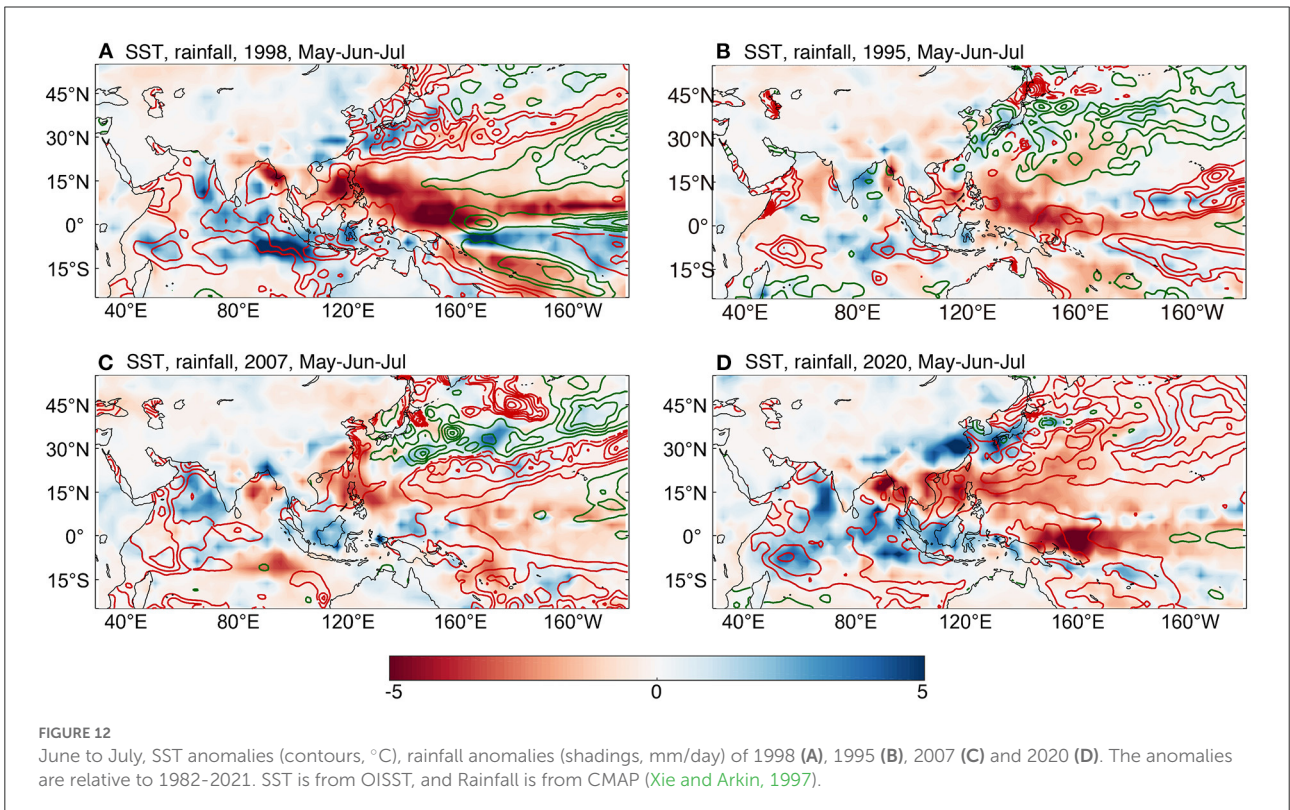 A SST, rainfall, 1998, May-Jun-Jul
45°N
30°N
15°N
0°
15°S
40°E 80°E 120°E 160°E 160°W
B SST, rainfall, 1995, May-Jun-Jul
45°N
30°N
15°N
0°
15°S
40°E 80°E 120°E 160°E 160°W
C SST, rainfall, 2007, May-Jun-Jul
45°N
30°N
15°N
0°
15°S
40°E 80°E 120°E 160°E 160°W
D SST, rainfall, 2020, May-Jun-Jul
45°N
30°N
15°N
0°
15°S
40°E 80°E 120°E 160°E 160°W
-5 0 5
FIGURE 12
June to July, SST anomalies (contours, °C), rainfall anomalies (shadings, mm/day) of 1998 (A), 1995 (B), 2007 (C) and 2020 (D). The anomalies
are relative to 1982-2021. SST is from OISST, and Rainfall is from CMAP (Xie and Arkin, 1997).